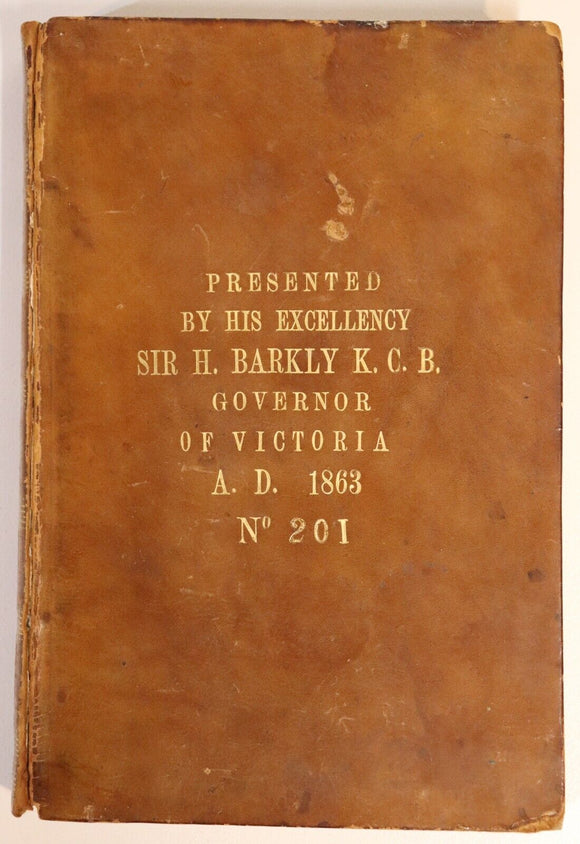 PRESENTED
BY HIS EXCELLENCY
SIR H. BARKLY K. C. B.
GOVERNOR
OF VICTORIA
A. D. 1863
Nº 201